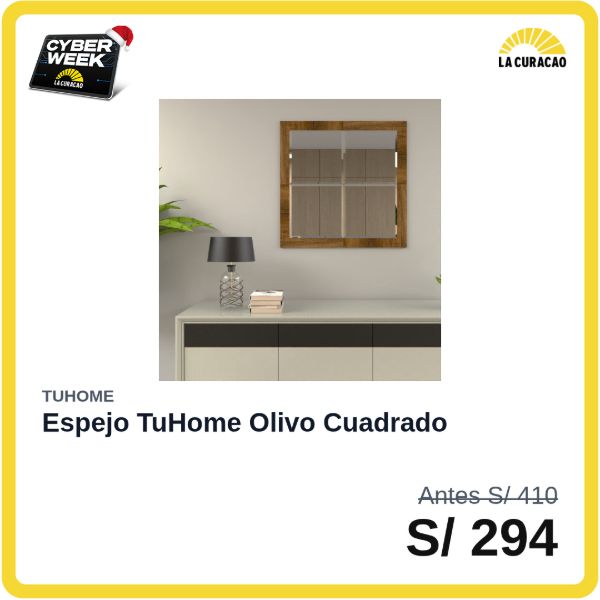 CYBER
WEEK
LA CURACAO
LA CURACAO
TUHOME
Espejo TuHome Olivo Cuadrado
Antes S/ 410
S/ 294